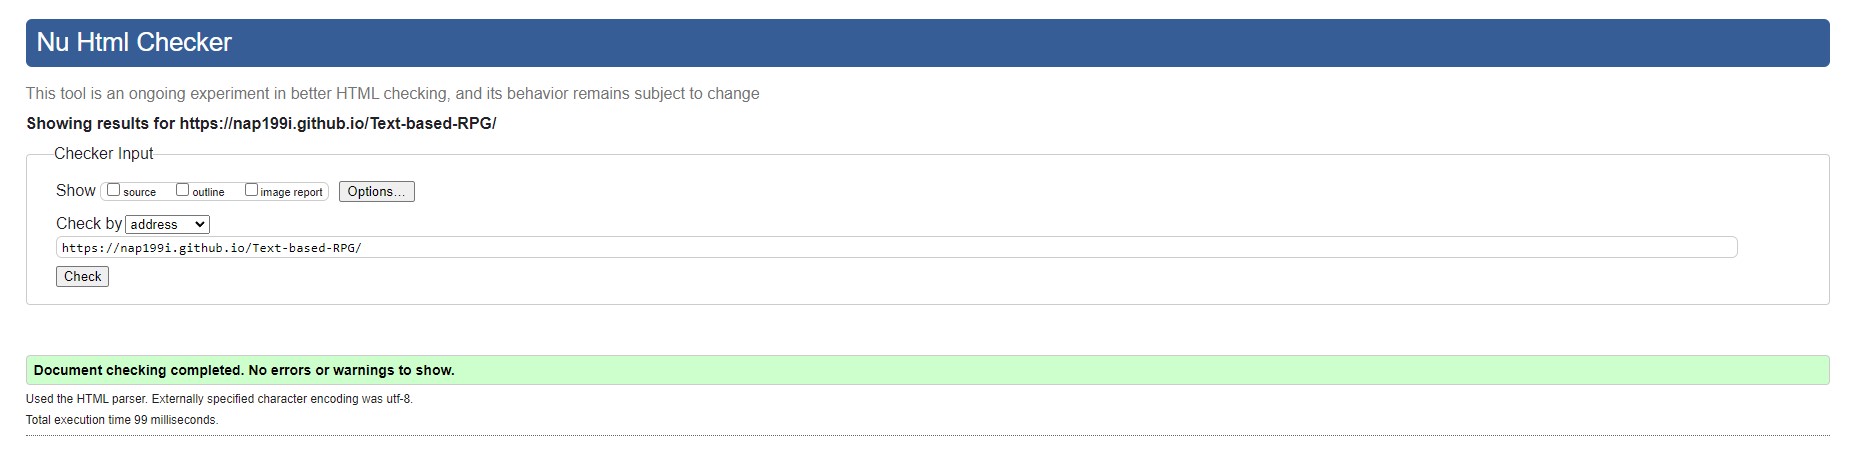 Nu Html Checker
This tool is an ongoing experiment in better HTML checking, and its behavior remains subject to change
Showing results for https://nap199i.github.io/Text-based-RPG/
Checker Input
Show source outline image report Options...
Check by address
https://nap199i.github.io/Text-based-RPG/
Check
Document checking completed. No errors or warnings to show.
Used the HTML parser. Externally specified character encoding was utf-8.
Total execution time 99 milliseconds.